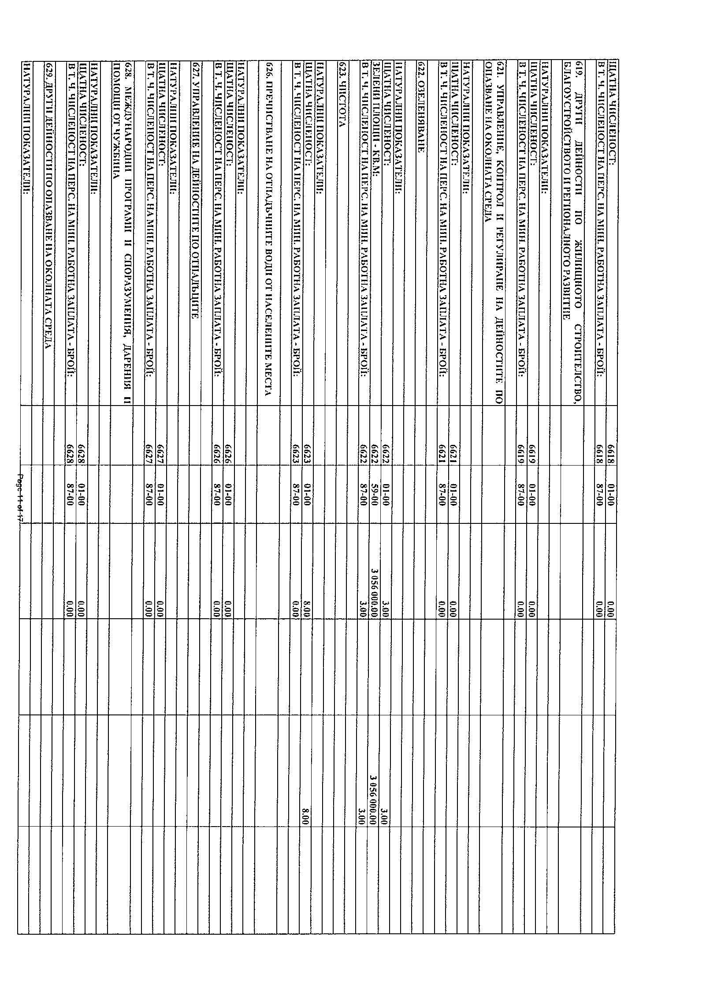 ЩАТНА ЧИСЛЕНОСТ: 6618 01-00 0.00
В Т. Ч. ЧИСЛЕНОСТ НА ПЕРС. НА МИН. РАБОТНА ЗАПЛАТА - БРОЙ: 6618 87-00 0.00
619. ДРУГИ ДЕЙНОСТИ ПО ЖИЛИЩНОТО СТРОИТЕЛСТВО,
БЛАГОУСТРОЙСТВОТО И РЕГИОНАЛНОТО РАЗВИТИЕ
НАТУРАЛНИ ПОКАЗАТЕЛИ:
ЩАТНА ЧИСЛЕНОСТ: 6619 01-00 0.00
В Т. Ч. ЧИСЛЕНОСТ НА ПЕРС. НА МИН. РАБОТНА ЗАПЛАТА - БРОЙ: 6619 87-00 0.00
621. УПРАВЛЕНИЕ, КОНТРОЛ И РЕГУЛИРАНЕ НА ДЕЙНОСТИТЕ ПО
ОПАЗВАНЕ НА ОКОЛНАТА СРЕДА
НАТУРАЛНИ ПОКАЗАТЕЛИ:
ЩАТНА ЧИСЛЕНОСТ: 6621 01-00 0.00
В Т. Ч. ЧИСЛЕНОСТ НА ПЕРС. НА МИН. РАБОТНА ЗАПЛАТА - БРОЙ: 6621 87-00 0.00
622. ОЗЕЛЕНЯВАНЕ
НАТУРАЛНИ ПОКАЗАТЕЛИ:
ЩАТНА ЧИСЛЕНОСТ: 6622 01-00 3.00 3.00
ЗЕЛЕНИ ПЛОЩИ - КВ.М: 6622 59-00 3 056 000.00 3 056 000.00
В Т. Ч. ЧИСЛЕНОСТ НА ПЕРС. НА МИН. РАБОТНА ЗАПЛАТА - БРОЙ: 6622 87-00 3.00 3.00
623. ЧИСТОТА
НАТУРАЛНИ ПОКАЗАТЕЛИ:
ЩАТНА ЧИСЛЕНОСТ: 6623 01-00 8.00 8.00
В Т. Ч. ЧИСЛЕНОСТ НА ПЕРС. НА МИН. РАБОТНА ЗАПЛАТА - БРОЙ: 6623 87-00 0.00
626. ПРЕЧИСТВАНЕ НА ОТПАДЪЧНИТЕ ВОДИ ОТ НАСЕЛЕНИТЕ МЕСТА
НАТУРАЛНИ ПОКАЗАТЕЛИ:
ЩАТНА ЧИСЛЕНОСТ: 6626 01-00 0.00
В Т. Ч. ЧИСЛЕНОСТ НА ПЕРС. НА МИН. РАБОТНА ЗАПЛАТА - БРОЙ: 6626 87-00 0.00
627. УПРАВЛЕНИЕ НА ДЕЙНОСТИТЕ ПО ОТПАДЪЦИТЕ
НАТУРАЛНИ ПОКАЗАТЕЛИ:
ЩАТНА ЧИСЛЕНОСТ: 6627 01-00 0.00
В Т. Ч. ЧИСЛЕНОСТ НА ПЕРС. НА МИН. РАБОТНА ЗАПЛАТА - БРОЙ: 6627 87-00 0.00
628. МЕЖДУНАРОДНИ ПРОГРАМИ И СПОРАЗУМЕНИЯ, ДАРЕНИЯ И
ПОМОЩИ ОТ ЧУЖБИНА
НАТУРАЛНИ ПОКАЗАТЕЛИ:
ЩАТНА ЧИСЛЕНОСТ: 6628 01-00 0.00
В Т. Ч. ЧИСЛЕНОСТ НА ПЕРС. НА МИН. РАБОТНА ЗАПЛАТА - БРОЙ: 6628 87-00 0.00
629. ДРУГИ ДЕЙНОСТИ ПО ОПАЗВАНЕ НА ОКОЛНАТА СРЕДА
НАТУРАЛНИ ПОКАЗАТЕЛИ:
Page 11 of 17